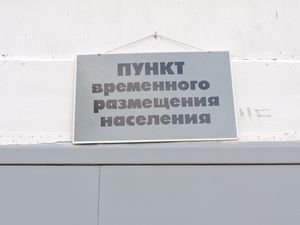 ПУНКТ
временного
размещения
населения